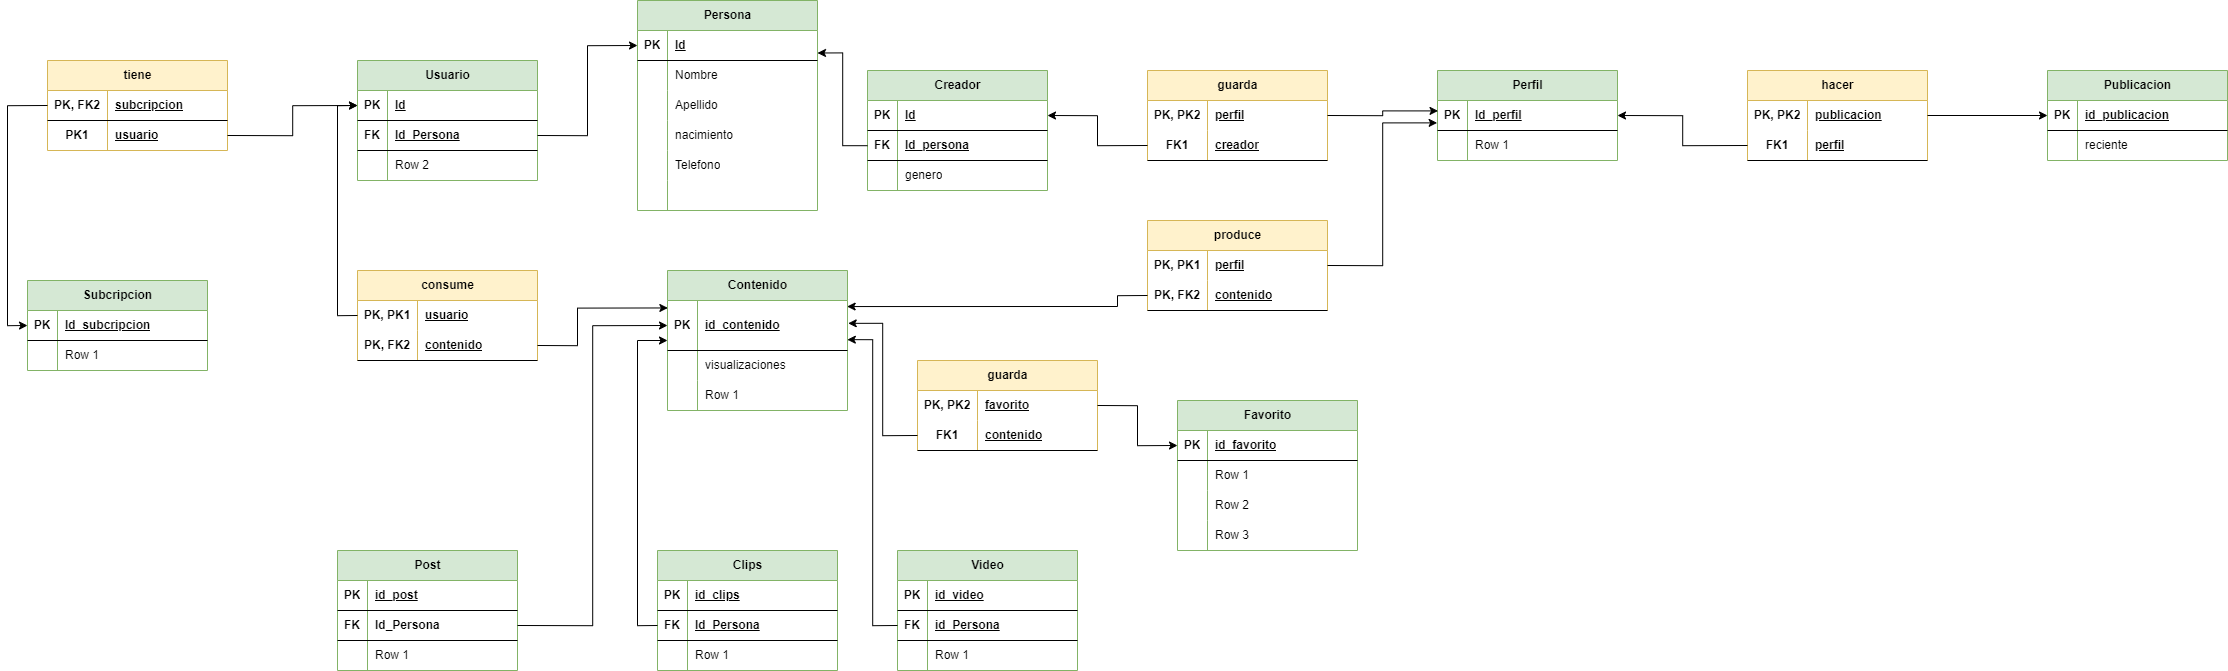 Persona
PK Id
Nombre
Apellido
nacimiento
Telefono
tiene
PK, FK2 subcripcion
PK1 usuario
Usuario
PK Id
FK Id_Persona
Row 2
Creador
PK Id
FK Id_persona
genero
guarda
PK, PK2 perfil
FK1 creador
Perfil
PK Id_perfil
Row 1
hacer
PK, PK2 publicacion
FK1 perfil
Publicacion
PK id_publicacion
reciente
produce
PK, PK1 perfil
PK, FK2 contenido
Subcripcion
PK Id_subcripcion
Row 1
consume
PK, PK1 usuario
PK, FK2 contenido
Contenido
PK id_contenido
visualizaciones
Row 1
guarda
PK, PK2 favorito
FK1 contenido
Favorito
PK id_favorito
Row 1
Row 2
Row 3
Post
PK id_post
FK Id_Persona
Row 1
Clips
PK id_clips
FK Id_Persona
Row 1
Video
PK id_video
FK id_Persona
Row 1